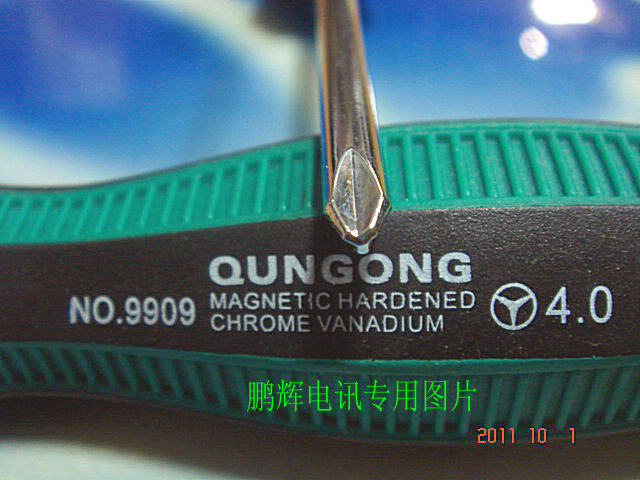 QUNGONG
NO.9909 MAGNETIC HARDENED
CHROME VANADIUM
4.0
鹏辉电讯专用图片
2011 10 1